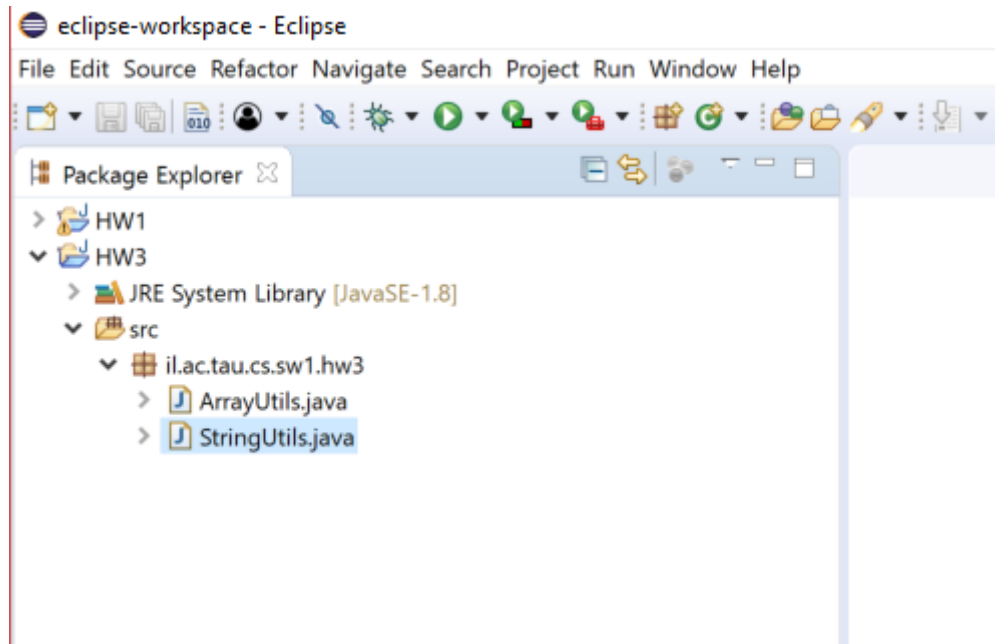 eclipse-workspace - Eclipse
File Edit Source Refactor Navigate Search Project Run Window Help
010
Package Explorer
HW1
HW3
JRE System Library [JavaSE-1.8]
src
il.ac.tau.cs.sw1.hw3
ArrayUtils.java
StringUtils.java